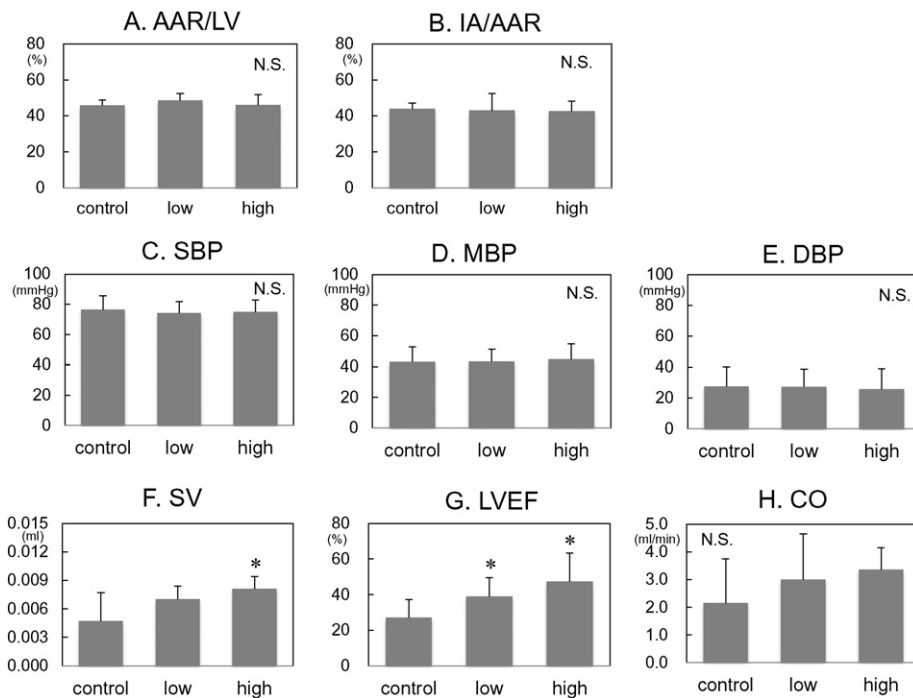 A. AAR/LV
80
(%)
60
40
20
0
N.S.
control low high
B. IA/AAR
80
(%)
60
40
20
0
N.S.
control low high
C. SBP
100
(mmHg)
80
60
40
20
0
N.S.
control low high
D. MBP
100
(mmHg)
80
60
40
20
0
N.S.
control low high
E. DBP
100
(mmHg)
80
60
40
20
0
N.S.
control low high
F. SV
0.015
(ml)
0.012
0.009
0.006
0.003
0.000
*
control low high
G. LVEF
80
(%)
60
40
20
0
* *
control low high
H. CO
5.0
(ml/min)
4.0
3.0
2.0
1.0
0.0
N.S.
control low high